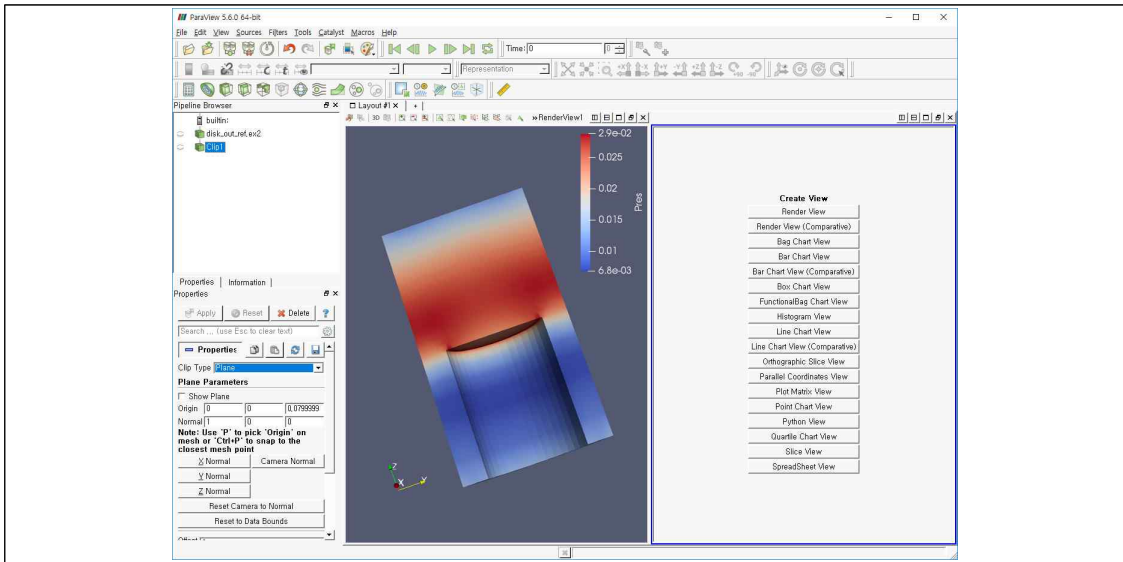 ParaView 5.6.0 64-bit
File Edit View Sources Filters Tools Catalyst Macros Help
Time: 0 0
Representation
Pipeline Browser
Layout #1 × +
builtin:
disk_out_ref.ex2
Clip1
3D »RenderView1
2.9e-02
0.025
0.02
0.015
0.01
6.8e-03
Pres
Z
X
Y
Properties Information
Properties
Apply Reset Delete ?
Search ... (use Esc to clear text)
Properties
Clip Type Plane
Plane Parameters
Show Plane
Origin 0 0 0,0799999
Normal 1 0 0
Note: Use 'P' to pick 'Origin' on
mesh or 'Ctrl+P' to snap to the
closest mesh point
X Normal Camera Normal
Y Normal
Z Normal
Reset Camera to Normal
Reset to Data Bounds
Create View
Render View
Render View (Comparative)
Bag Chart View
Bar Chart View
Bar Chart View (Comparative)
Box Chart View
FunctionalBag Chart View
Histogram View
Line Chart View
Line Chart View (Comparative)
Orthographic Slice View
Parallel Coordinates View
Plot Matrix View
Point Chart View
Python View
Quartile Chart View
Slice View
SpreadSheet View